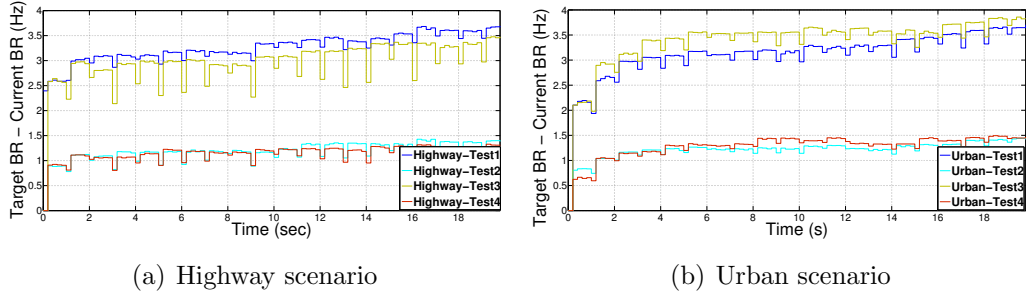 Target BR − Current BR (Hz)
4
3.5
3
2.5
2
1.5
1
0.5
0
0 2 4 6 8 10 12 14 16 18
Time (sec)
Highway−Test1
Highway−Test2
Highway−Test3
Highway−Test4
(a) Highway scenario
Target BR − Current BR (Hz)
4
3.5
3
2.5
2
1.5
1
0.5
0
0 2 4 6 8 10 12 14 16 18
Time (s)
Urban−Test1
Urban−Test2
Urban−Test3
Urban−Test4
(b) Urban scenario